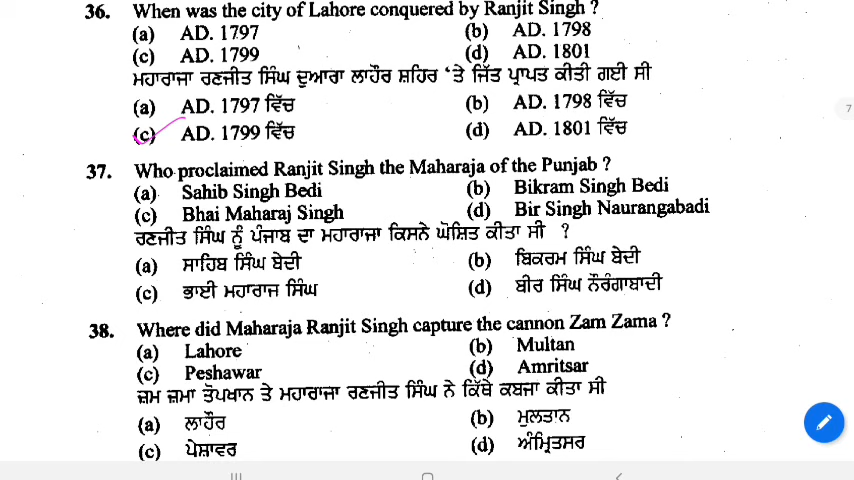 36. When was the city of Lahore conquered by Ranjit Singh ?
(a) AD. 1797 (b) AD. 1798
(c) AD. 1799 (d) AD. 1801
ਮਹਾਰਾਜਾ ਰਣਜੀਤ ਸਿੰਘ ਦੁਆਰਾ ਲਾਹੌਰ ਸ਼ਹਿਰ 'ਤੇ ਜਿੱਤ ਪ੍ਰਾਪਤ ਕੀਤੀ ਗਈ ਸੀ
(a) AD. 1797 ਵਿੱਚ (b) AD. 1798 ਵਿੱਚ
(c) AD. 1799 ਵਿੱਚ (d) AD. 1801 ਵਿੱਚ
37. Who proclaimed Ranjit Singh the Maharaja of the Punjab ?
(a) Sahib Singh Bedi (b) Bikram Singh Bedi
(c) Bhai Maharaj Singh (d) Bir Singh Naurangabadi
ਰਣਜੀਤ ਸਿੰਘ ਨੂੰ ਪੰਜਾਬ ਦਾ ਮਹਾਰਾਜਾ ਕਿਸਨੇ ਘੋਸ਼ਿਤ ਕੀਤਾ ਸੀ ?
(a) ਸਾਹਿਬ ਸਿੰਘ ਬੇਦੀ (b) ਬਿਕਰਮ ਸਿੰਘ ਬੇਦੀ
(c) ਭਾਈ ਮਹਾਰਾਜ ਸਿੰਘ (d) ਬੀਰ ਸਿੰਘ ਨੌਰੰਗਾਬਾਦੀ
38. Where did Maharaja Ranjit Singh capture the cannon Zam Zama ?
(a) Lahore (b) Multan
(c) Peshawar (d) Amritsar
ਜ਼ਮ ਜ਼ਮਾ ਤੋਪਖਾਨ ਤੇ ਮਹਾਰਾਜਾ ਰਣਜੀਤ ਸਿੰਘ ਨੇ ਕਿੱਥੇ ਕਬਜਾ ਕੀਤਾ ਸੀ
(a) ਲਾਹੌਰ (b) ਮੁਲਤਾਨ
(c) ਪੇਸ਼ਾਵਰ (d) ਅੰਮ੍ਰਿਤਸਰ
7